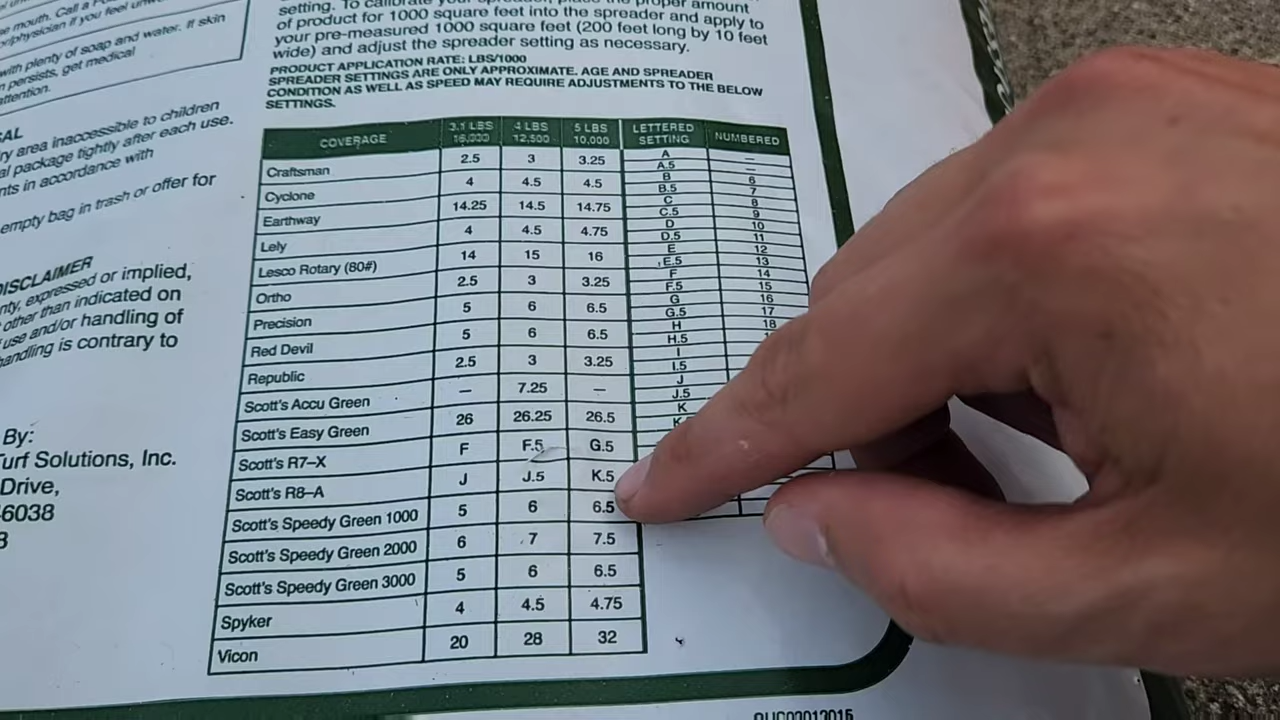 mouth. Call a
/physician if you feel
with plenty of soap and water. If skin
persists, get medical
attention.
AL
area inaccessible to children
package tightly after each use.
in accordance with
empty bag in trash or offer for
DISCLAIMER
expressed or implied,
other than indicated on
use and/or handling of
handling is contrary to
By:
Turf Solutions, Inc.
Drive,
46038
setting. To calibrate your spreader, place the proper amount
of product for 1000 square feet into the spreader and apply to
your pre-measured 1000 square feet (200 feet long by 10 feet
wide) and adjust the spreader setting as necessary.
PRODUCT APPLICATION RATE: LBS/1000
SPREADER SETTINGS ARE ONLY APPROXIMATE. AGE AND SPREADER
CONDITION AS WELL AS SPEED MAY REQUIRE ADJUSTMENTS TO THE BELOW
SETTINGS.
COVERAGE 3.1 LBS 16,000 4 LBS 12,500 5 LBS 10,000
Craftsman 2.5 3 3.25
Cyclone 4 4.5 4.5
Earthway 14.25 14.5 14.75
Lely 4 4.5 4.75
Lesco Rotary (80#) 14 15 16
Ortho 2.5 3 3.25
Precision 5 6 6.5
Red Devil 5 6 6.5
Republic 2.5 3 3.25
Scott's Accu Green — 7.25 —
Scott's Easy Green 26 26.25 26.5
Scott's R7–X F F.5 G.5
Scott's R8–A J J.5 K.5
Scott's Speedy Green 1000 5 6 6.5
Scott's Speedy Green 2000 6 7 7.5
Scott's Speedy Green 3000 5 6 6.5
Spyker 4 4.5 4.75
Vicon 20 28 32
LETTERED SETTING NUMBERED
A —
A.5 —
B 6
B.5 7
C 8
C.5 9
D 10
D.5 11
E 12
E.5 13
F 14
F.5 15
G 16
G.5 17
H 18
H.5
I
I.5
J
J.5
K